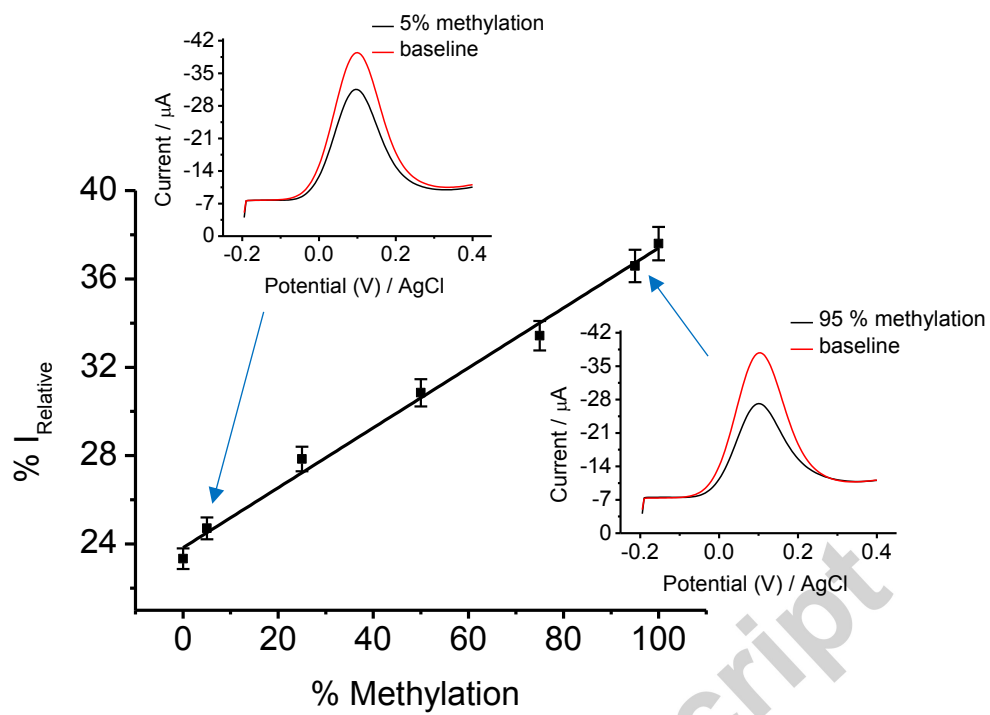 5% methylation
baseline
-42
-35
-28
-21
-14
-7
0
Current / μA
-0.2 0.0 0.2 0.4
Potential (V) / AgCl
95 % methylation
baseline
-42
-35
-28
-21
-14
-7
0
Current / μA
-0.2 0.0 0.2 0.4
Potential (V) / AgCl
40
36
32
28
24
% I Relative
0 20 40 60 80 100
% Methylation
cript